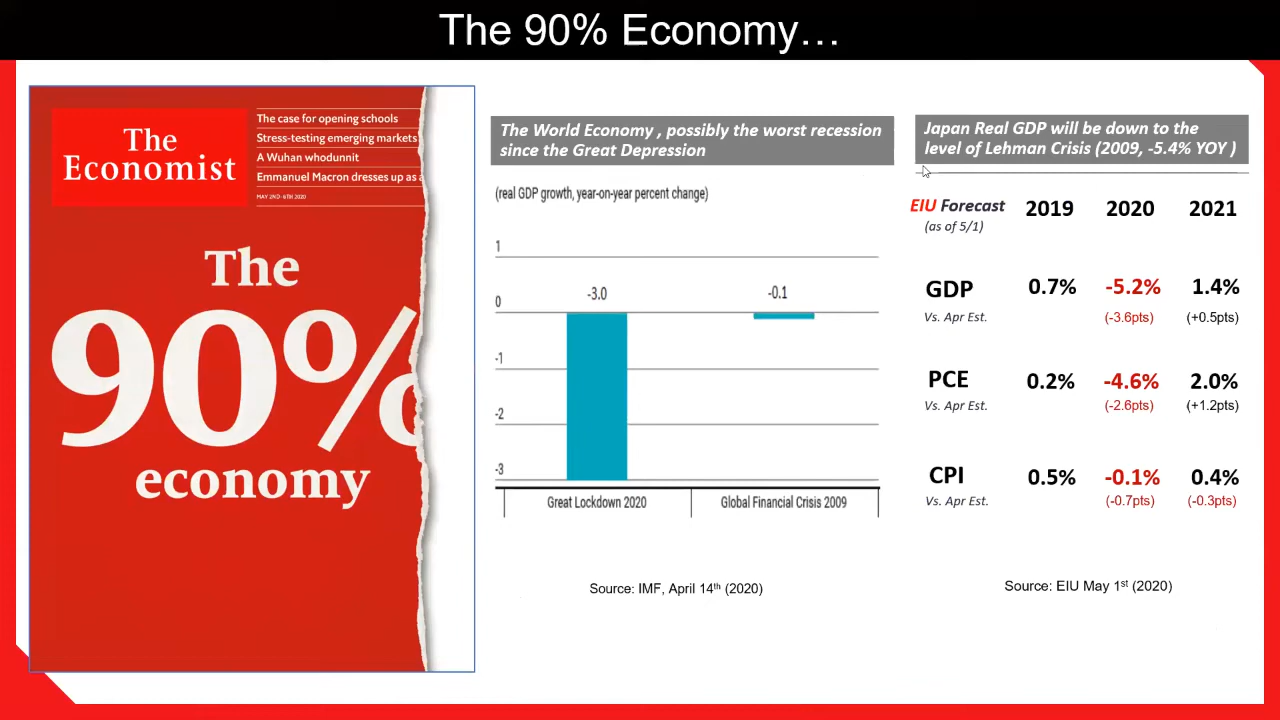 The 90% Economy…
The
Economist
The case for opening schools
Stress-testing emerging markets
A Wuhan whodunnit
Emmanuel Macron dresses up as
MAY 2ND-8TH 2020
The
90%
economy
The World Economy , possibly the worst recession
since the Great Depression
(real GDP growth, year-on-year percent change)
1
0
-1
-2
-3
-3.0
-0.1
Great Lockdown 2020
Global Financial Crisis 2009
Source: IMF, April 14th (2020)
Japan Real GDP will be down to the
level of Lehman Crisis (2009, -5.4% YOY )
EIU Forecast 2019 2020 2021
(as of 5/1)
GDP 0.7% -5.2% 1.4%
Vs. Apr Est. (-3.6pts) (+0.5pts)
PCE 0.2% -4.6% 2.0%
Vs. Apr Est. (-2.6pts) (+1.2pts)
CPI 0.5% -0.1% 0.4%
Vs. Apr Est. (-0.7pts) (-0.3pts)
Source: EIU May 1st (2020)